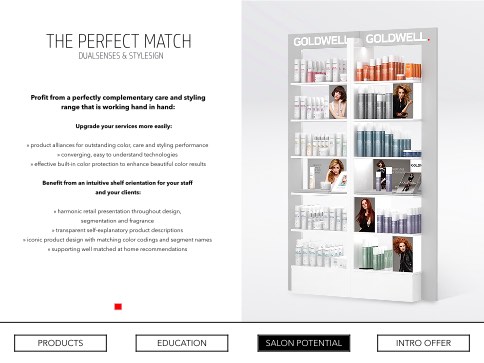 THE PERFECT MATCH
DUALSENSES & STYLESIGN
Profit from a perfectly complementary care and styling
range that is working hand in hand:
Upgrade your services more easily:
» product alliances for outstanding color, care and styling performance
» converging, easy to understand technologies
» effective built-in color protection to enhance beautiful color results
Benefit from an intuitive shelf orientation for your staff
and your clients:
» harmonic retail presentation throughout design,
segmentation and fragrance
» transparent self-explanatory product descriptions
» iconic product design with matching color codings and segment names
» supporting well matched at home recommendations
GOLDWELL. GOLDWELL.
PRODUCTS
EDUCATION
SALON POTENTIAL
INTRO OFFER